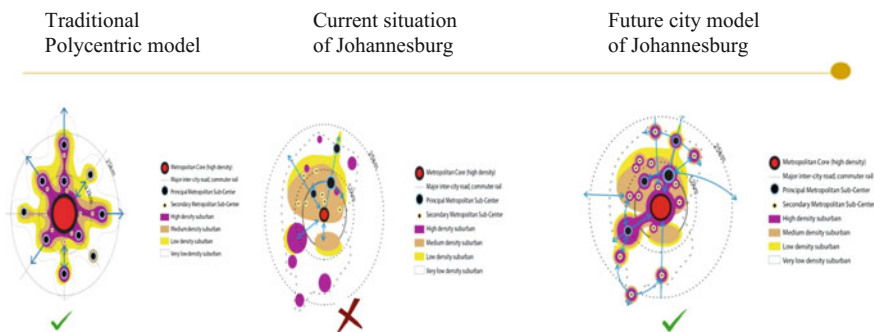 Traditional
Polycentric model
Current situation
of Johannesburg
Future city model
of Johannesburg
25km
Metropolitan Core (high density)
Major inter-city road, commuter rail
Principal Metropolitan Sub-Center
Secondary Metropolitan Sub-Center
High density suburban
Medium density suburban
Low density suburban
Very low density suburban
25km
Metropolitan Core (high density)
Major inter-city road, commuter rail
Principal Metropolitan Sub-Center
Secondary Metropolitan Sub-Center
High density suburban
Medium density suburban
Low density suburban
Very low density suburban
25km
Metropolitan Core (high density)
Major inter-city road, commuter rail
Principal Metropolitan Sub-Center
Secondary Metropolitan Sub-Center
High density suburban
Medium density suburban
Low density suburban
Very low density suburban